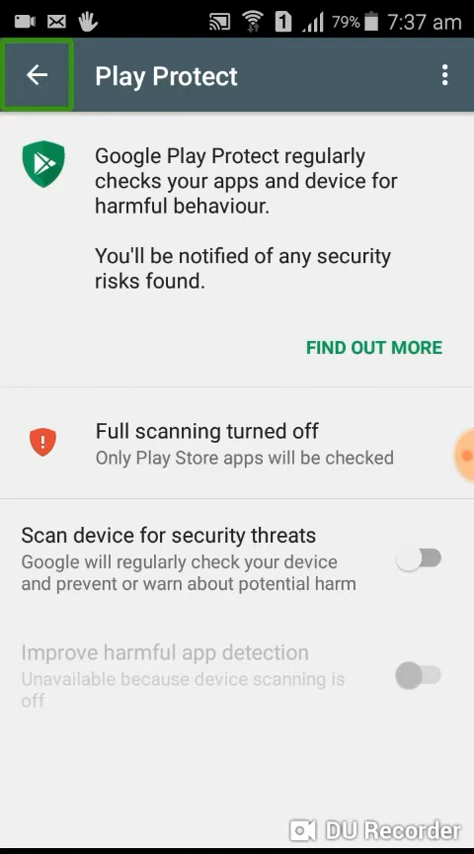 1 79% 7:37 am
Play Protect
Google Play Protect regularly
checks your apps and device for
harmful behaviour.
You'll be notified of any security
risks found.
FIND OUT MORE
Full scanning turned off
Only Play Store apps will be checked
Scan device for security threats
Google will regularly check your device
and prevent or warn about potential harm
Improve harmful app detection
Unavailable because device scanning is
off
DU Recorder